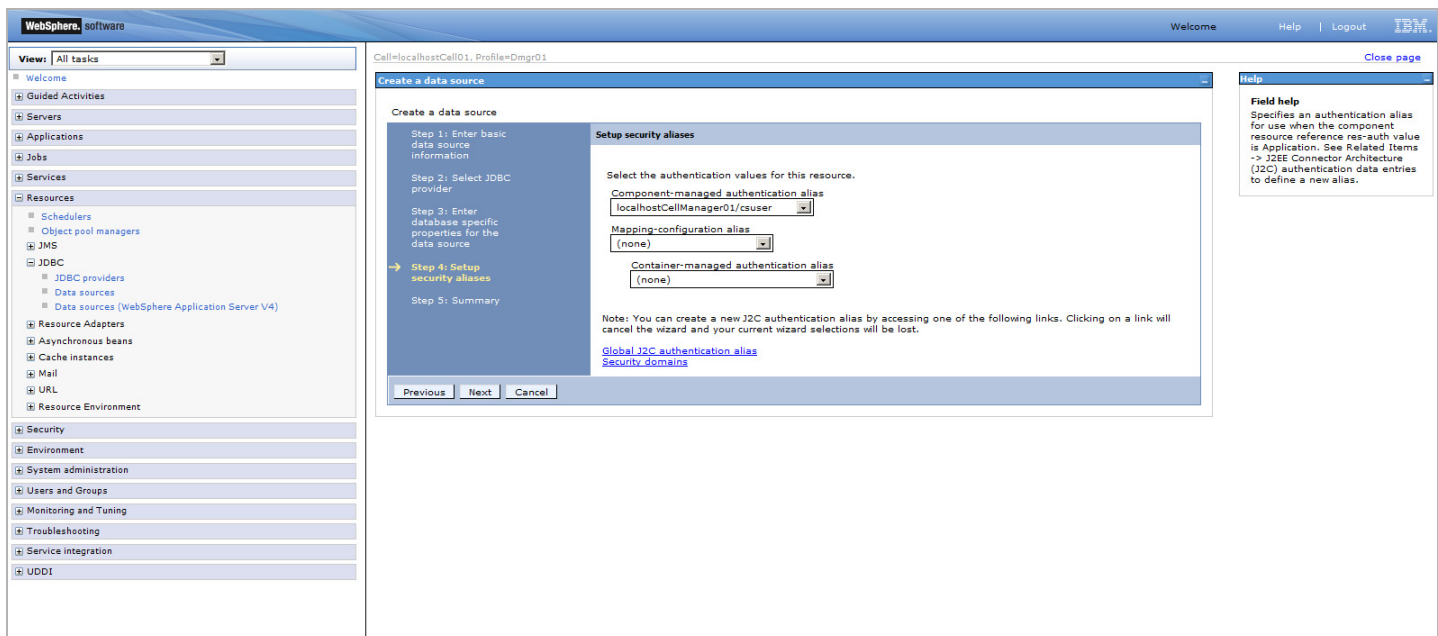 WebSphere. software
Welcome
Help | Logout
IBM.
View: All tasks
Welcome
Guided Activities
Servers
Applications
Jobs
Services
Resources
Schedulers
Object pool managers
JMS
JDBC
JDBC providers
Data sources
Data sources (WebSphere Application Server V4)
Resource Adapters
Asynchronous beans
Cache instances
Mail
URL
Resource Environment
Security
Environment
System administration
Users and Groups
Monitoring and Tuning
Troubleshooting
Service integration
UDDI
Cell=localhostCell01, Profile=Dmgr01
Close page
Create a data source
Create a data source
Step 1: Enter basic
data source
information
Step 2: Select JDBC
provider
Step 3: Enter
database specific
properties for the
data source
Step 4: Setup
security aliases
Step 5: Summary
Setup security aliases
Select the authentication values for this resource.
Component-managed authentication alias
localhostCellManager01/csuser
Mapping-configuration alias
(none)
Container-managed authentication alias
(none)
Note: You can create a new J2C authentication alias by accessing one of the following links. Clicking on a link will
cancel the wizard and your current wizard selections will be lost.
Global J2C authentication alias
Security domains
Previous Next Cancel
Help
Field help
Specifies an authentication alias
for use when the component
resource reference res-auth value
is Application. See Related Items
-> J2EE Connector Architecture
(J2C) authentication data entries
to define a new alias.